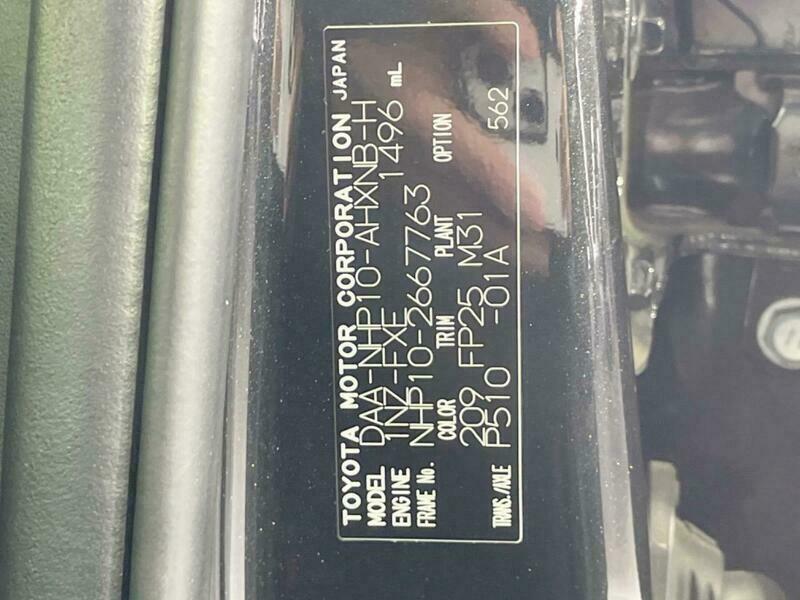 TOYOTA MOTOR CORPORATION JAPAN
MODEL DAA-NHP10-AHXNB-H
ENGINE 1NZ-FXE 1496 mL
FRAME No. NHP10-2667763
COLOR TRIM PLANT OPTION
209 FP25 M31 562
TRANS./AXLE P510 -01A